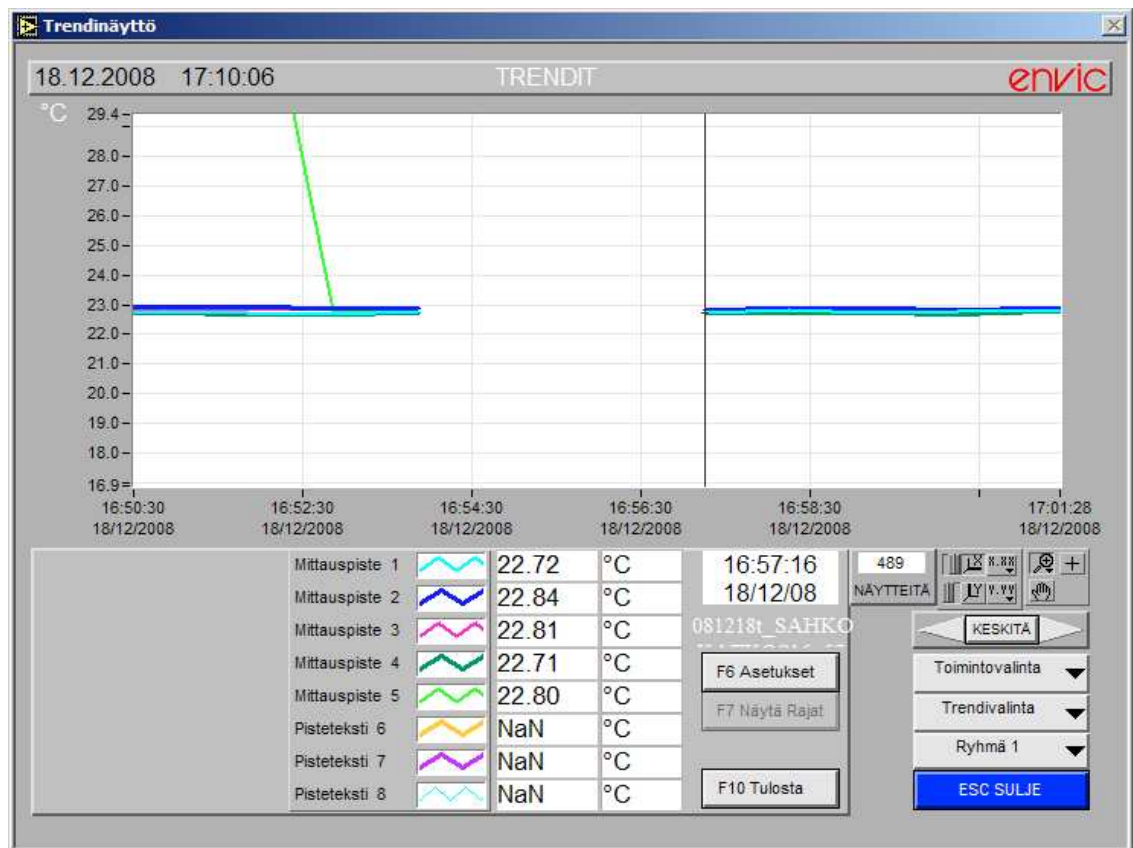 Trendinäyttö
18.12.2008 17:10:06 TRENDIT envic
°C
29.4
28.0
27.0
26.0
25.0
24.0
23.0
22.0
21.0
20.0
19.0
18.0
16.9
16:50:30 16:52:30 16:54:30 16:56:30 16:58:30 17:01:28
18/12/2008 18/12/2008 18/12/2008 18/12/2008 18/12/2008 18/12/2008
Mittauspiste 1 22.72 °C
Mittauspiste 2 22.84 °C
Mittauspiste 3 22.81 °C
Mittauspiste 4 22.71 °C
Mittauspiste 5 22.80 °C
Pisteteksti 6 NaN °C
Pisteteksti 7 NaN °C
Pisteteksti 8 NaN °C
16:57:16
18/12/08
081218t_SAHKO
F6 Asetukset
F7 Näytä Rajat
F10 Tulosta
489
NÄYTTEITÄ
X X.XX
Y Y.YY
KESKITÄ
Toimintovalinta
Trendivalinta
Ryhmä 1
ESC SULJE